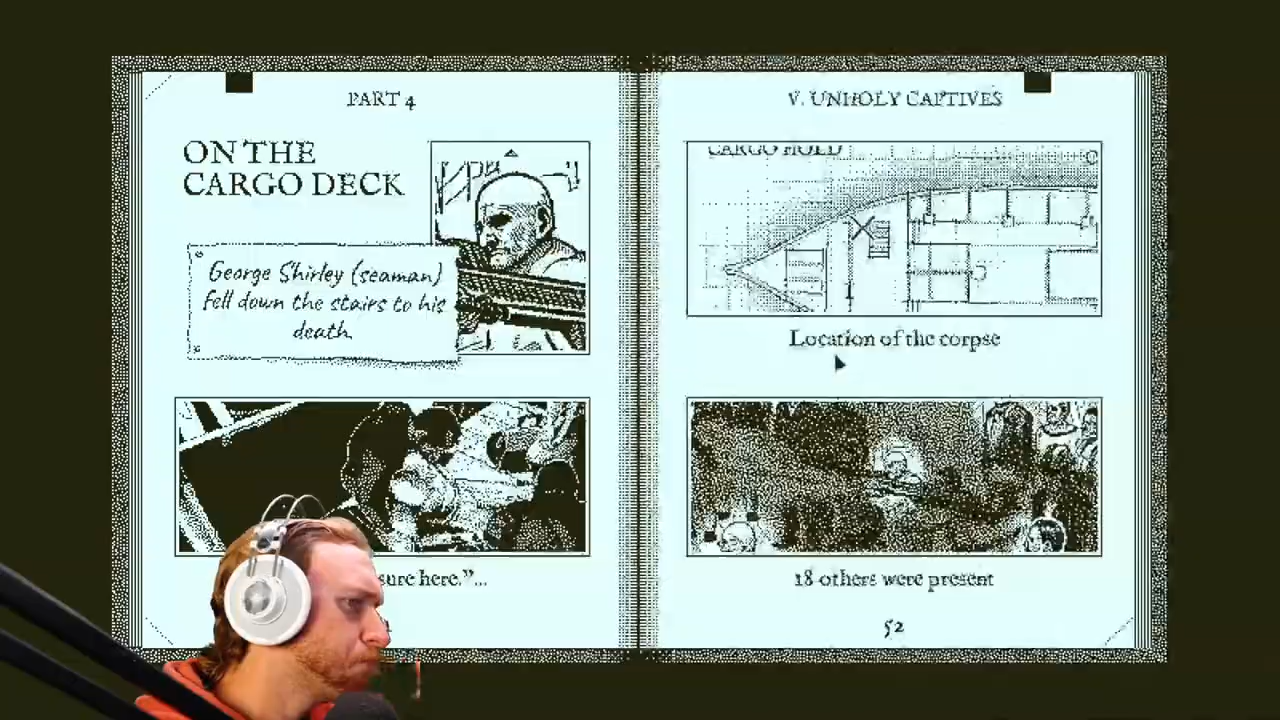 PART 4
ON THE
CARGO DECK
George Shirley (seaman)
fell down the stairs to his
death.
sure here."...
V. UNHOLY CAPTIVES
CARGO HOLD
Location of the corpse
18 others were present
52